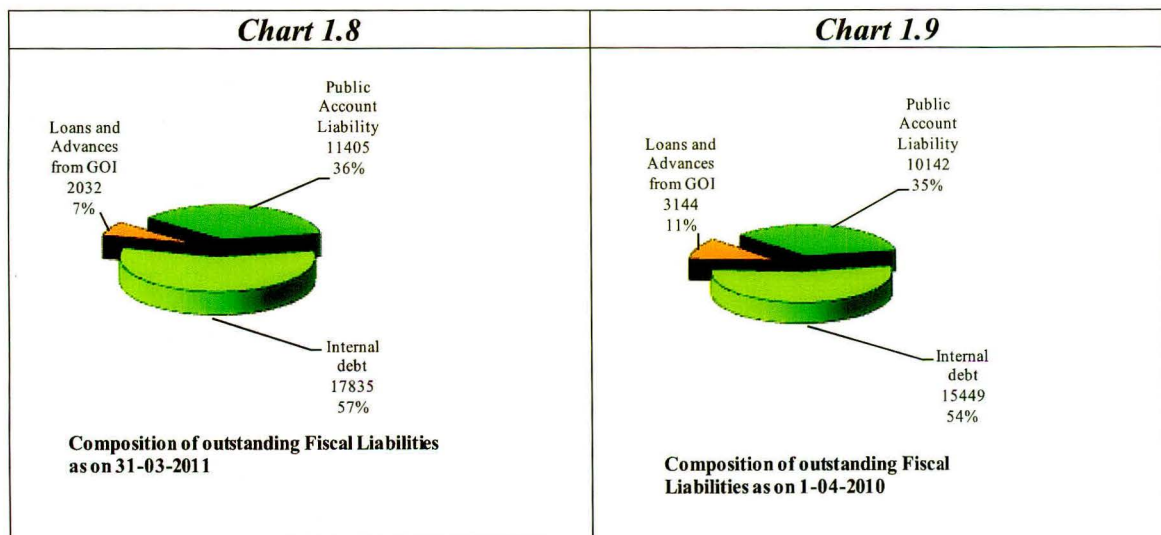 Chart 1.8
Public
Account
Liability
11405
36%
Loans and
Advances
from GOI
2032
7%
Internal
debt
17835
57%
Composition of outstanding Fiscal Liabilities
as on 31-03-2011
Chart 1.9
Public
Account
Liability
10142
35%
Loans and
Advances
from GOI
3144
11%
Internal
debt
15449
54%
Composition of outstanding Fiscal
Liabilities as on 1-04-2010